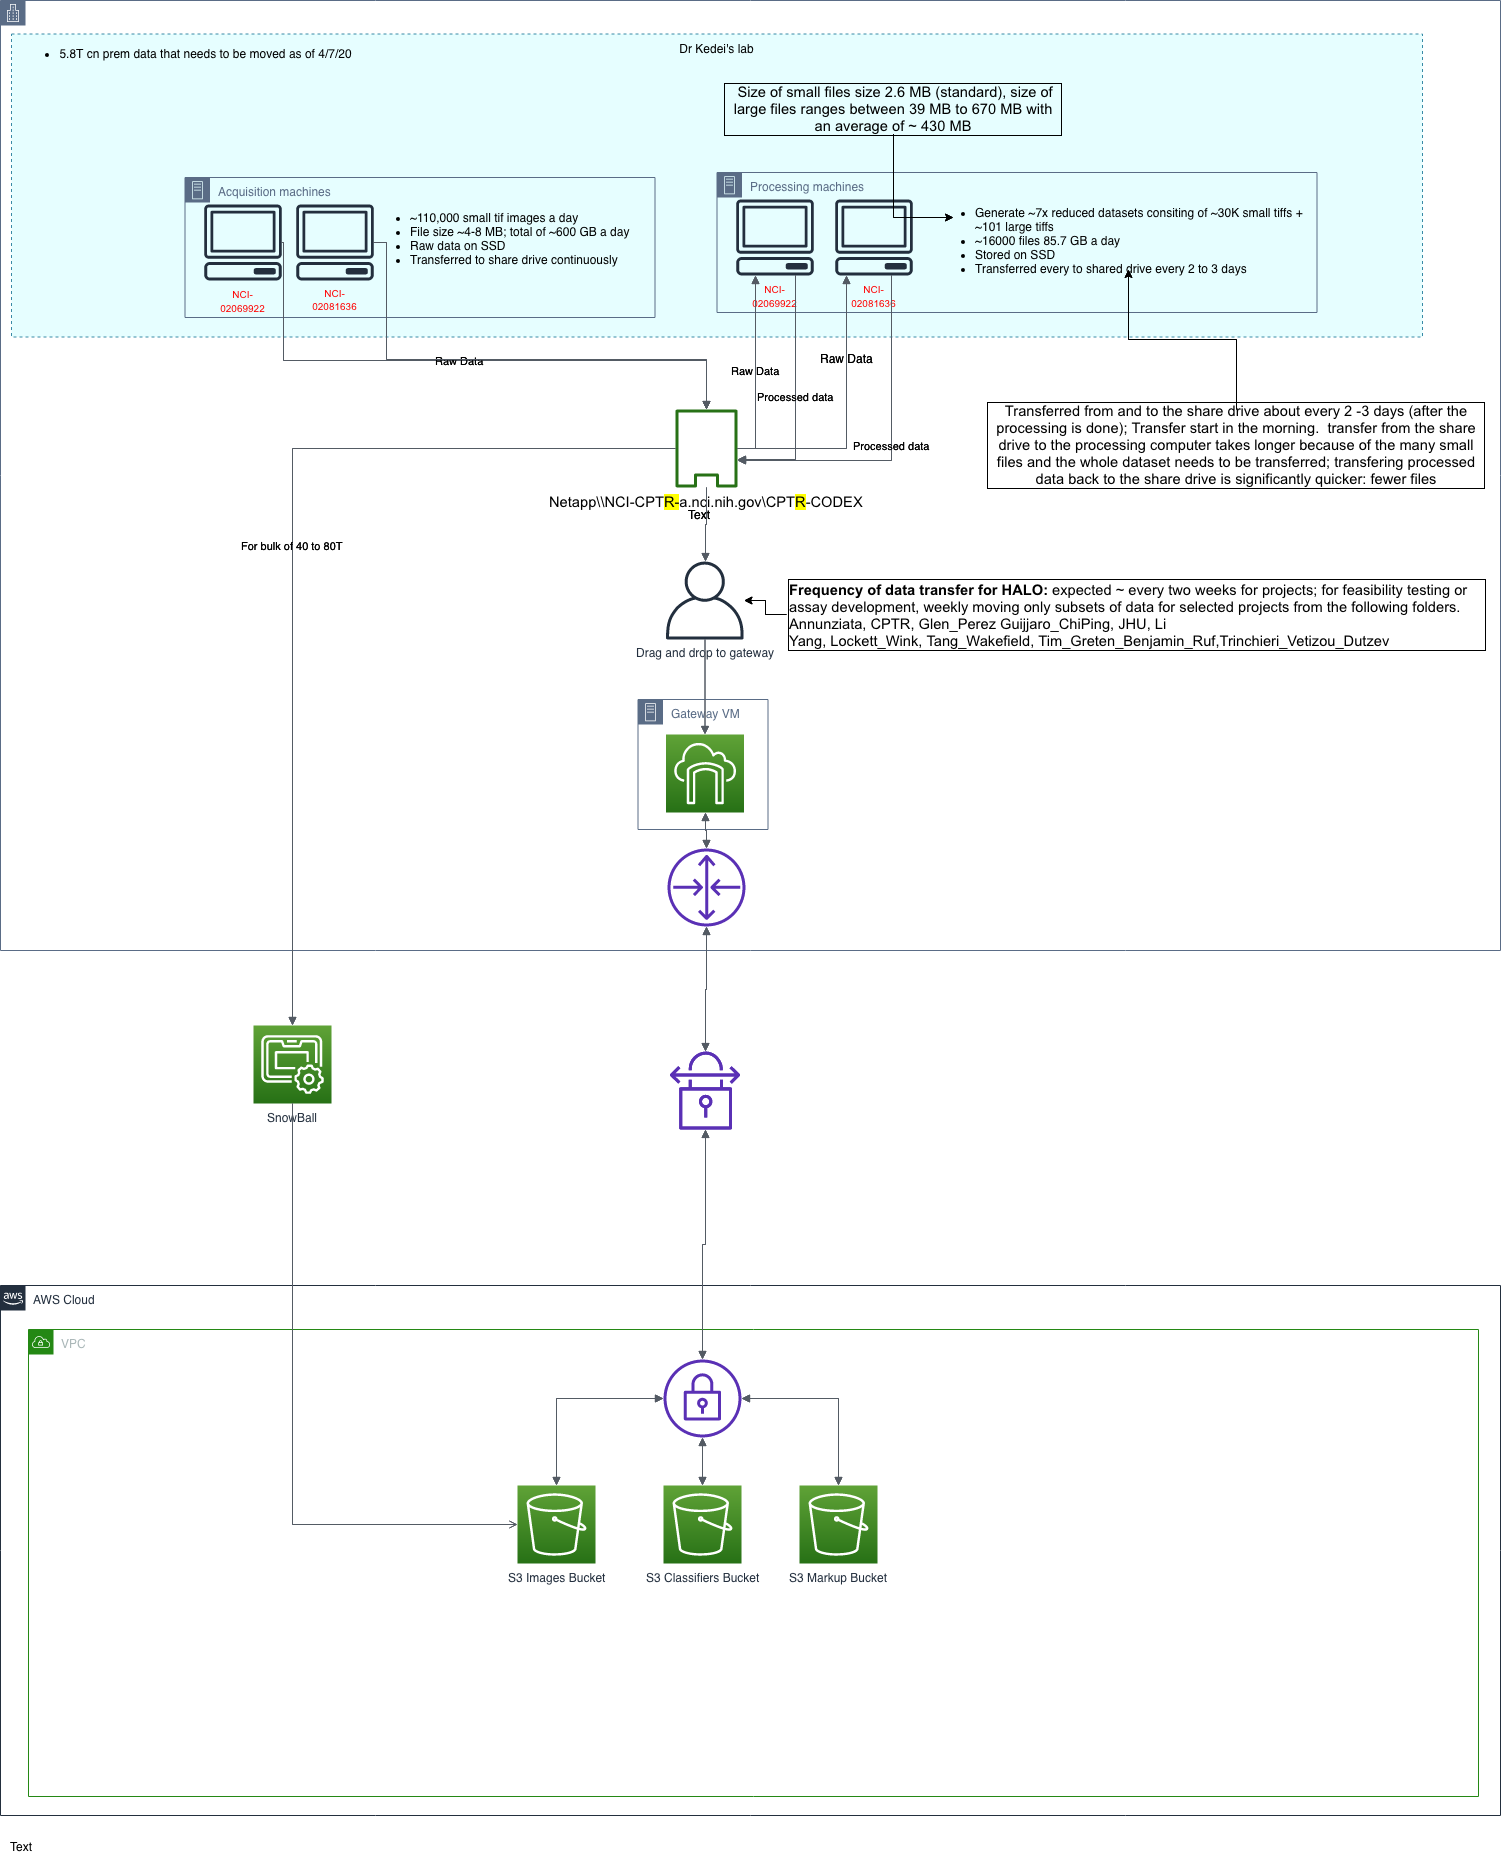 5.8T cn prem data that needs to be moved as of 4/7/20
Dr Kedei's lab
Size of small files size 2.6 MB (standard), size of
large files ranges between 39 MB to 670 MB with
an average of ~ 430 MB
Acquisition machines
~110,000 small tif images a day
File size ~4-8 MB; total of ~600 GB a day
Raw data on SSD
Transferred to share drive continuously
NCI-
02069922
NCI-
02081636
Processing machines
Generate ~7x reduced datasets consiting of ~30K small tiffs +
~101 large tiffs
~16000 files 85.7 GB a day
Stored on SSD
Transferred every to shared drive every 2 to 3 days
NCI-
02069922
NCI-
02081636
Raw Data
Raw Data
Raw Data
Processed data
Processed data
Transferred from and to the share drive about every 2 -3 days (after the
processing is done); Transfer start in the morning.  transfer from the share
drive to the processing computer takes longer because of the many small
files and the whole dataset needs to be transferred; transfering processed
data back to the share drive is significantly quicker: fewer files
Netapp\\NCI-CPTR-a.nci.nih.gov\CPTR-CODEX
Text
For bulk of 40 to 80T
Frequency of data transfer for HALO: expected ~ every two weeks for projects; for feasibility testing or
assay development, weekly moving only subsets of data for selected projects from the following folders.
Annunziata, CPTR, Glen_Perez Guijjaro_ChiPing, JHU, Li
Yang, Lockett_Wink, Tang_Wakefield, Tim_Greten_Benjamin_Ruf,Trinchieri_Vetizou_Dutzev
Drag and drop to gateway
Gateway VM
SnowBall
aws
AWS Cloud
VPC
S3 Images Bucket
S3 Classifiers Bucket
S3 Markup Bucket
Text